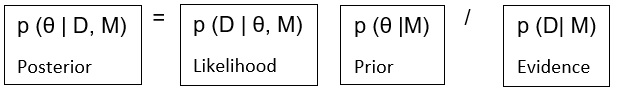 p (θ | D, M) = p (D | θ, M) p (θ |M) / p (D| M)
Posterior Likelihood Prior Evidence